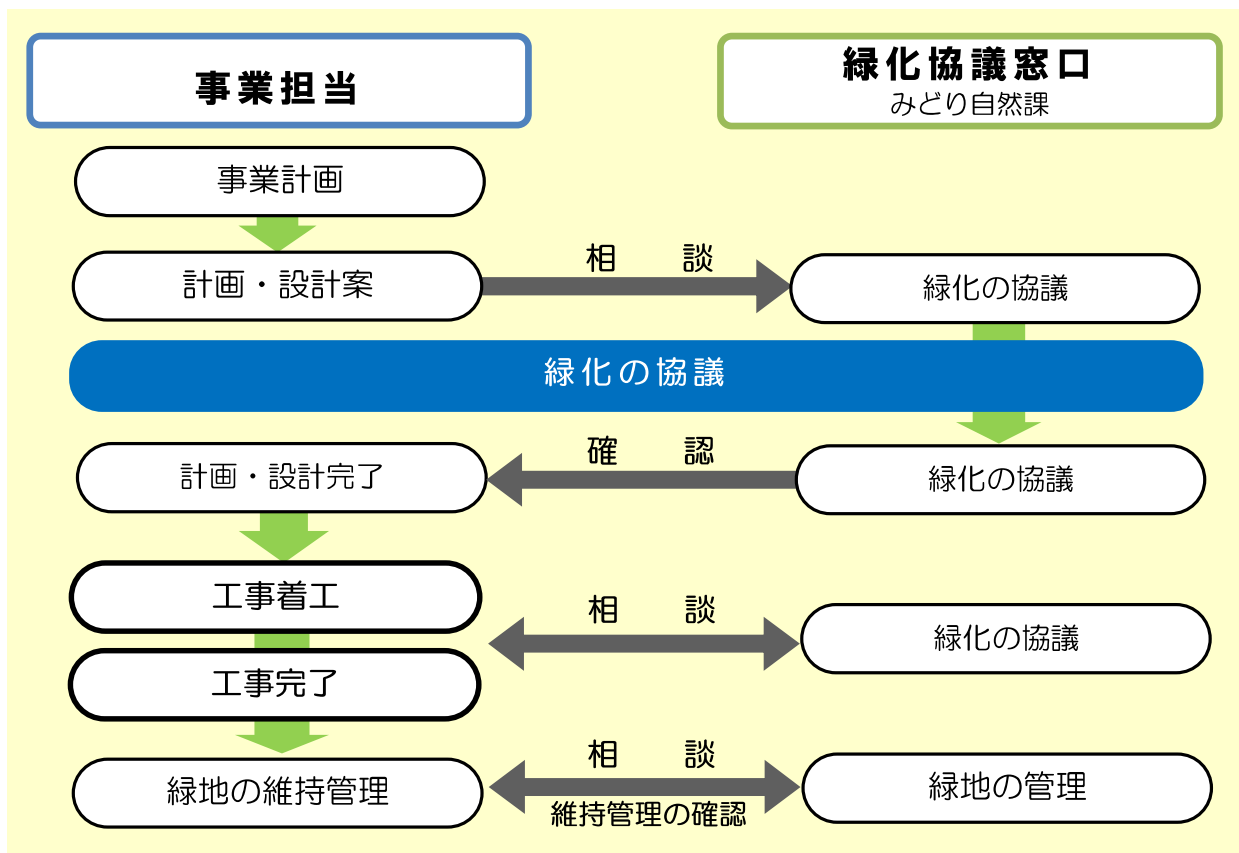 事業担当
緑化協議窓口
みどり自然課
事業計画
計画・設計案
相　談
緑化の協議
緑化の協議
計画・設計完了
確　認
緑化の協議
工事着工
相　談
緑化の協議
工事完了
緑地の維持管理
相　談
維持管理の確認
緑地の管理